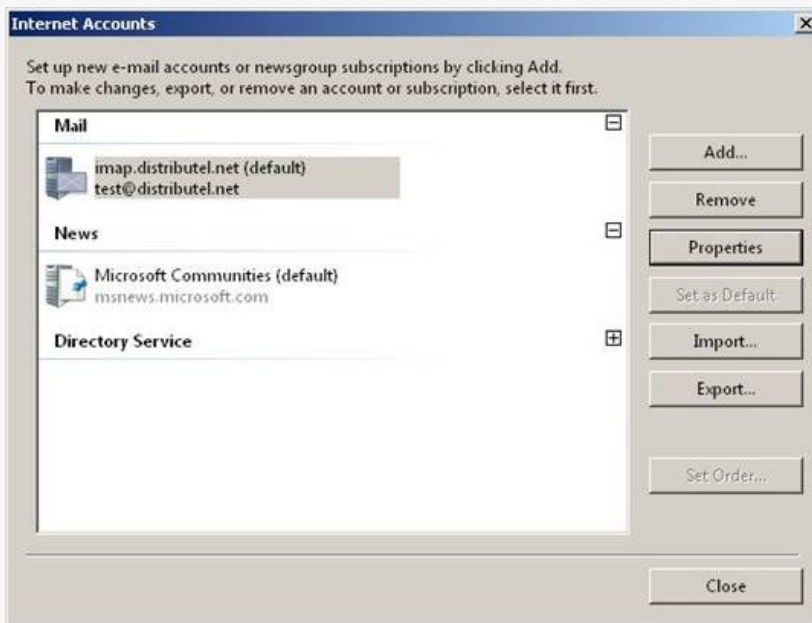 Internet Accounts
Set up new e-mail accounts or newsgroup subscriptions by clicking Add.
To make changes, export, or remove an account or subscription, select it first.
Mail
imap.distributel.net (default)
test@distributel.net
News
Microsoft Communities (default)
msnews.microsoft.com
Directory Service
Add...
Remove
Properties
Set as Default
Import...
Export...
Set Order...
Close